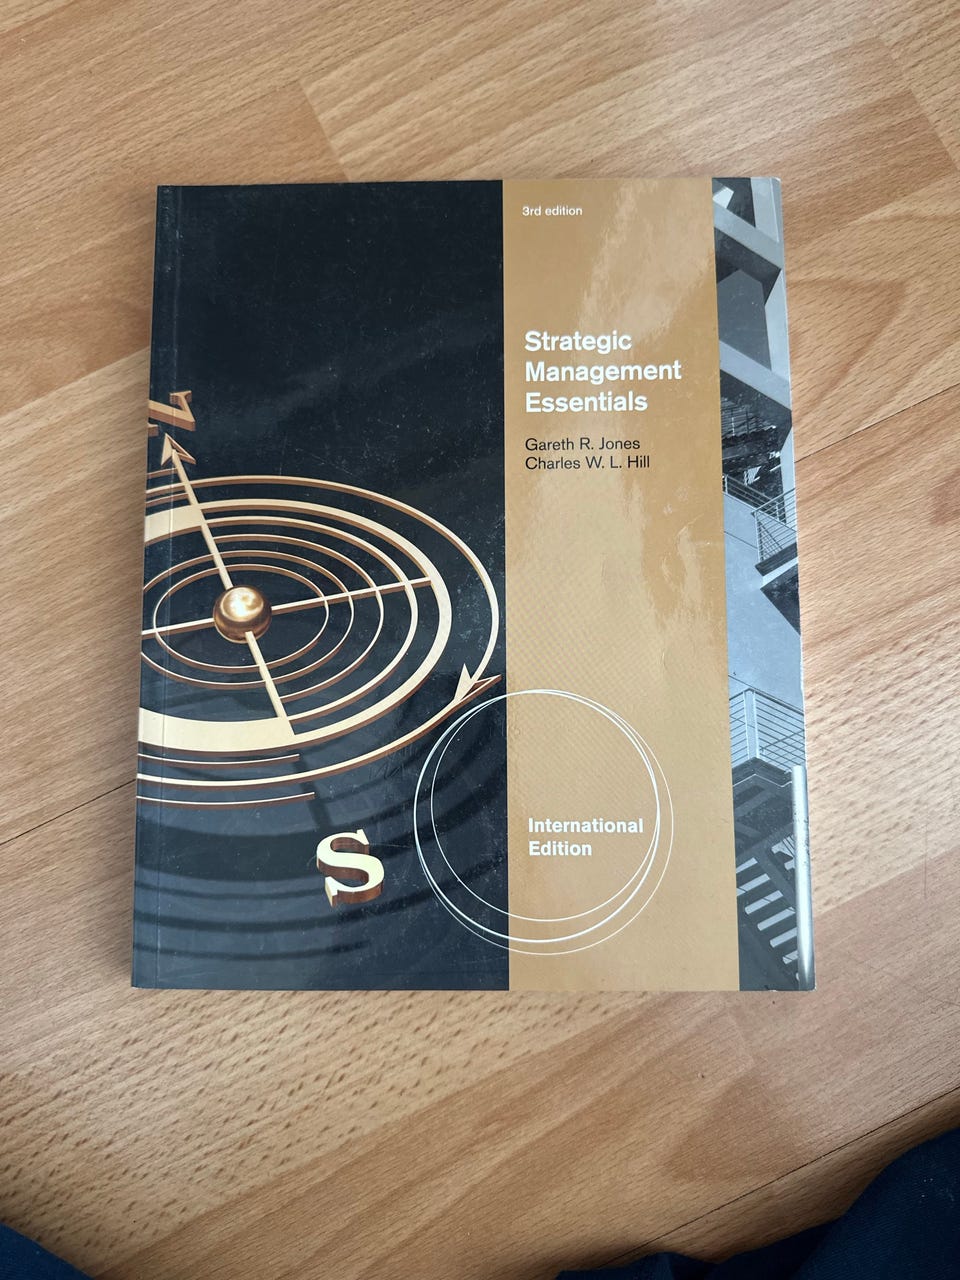 3rd edition
Strategic
Management
Essentials
Gareth R. Jones
Charles W. L. Hill
N
S
International
Edition